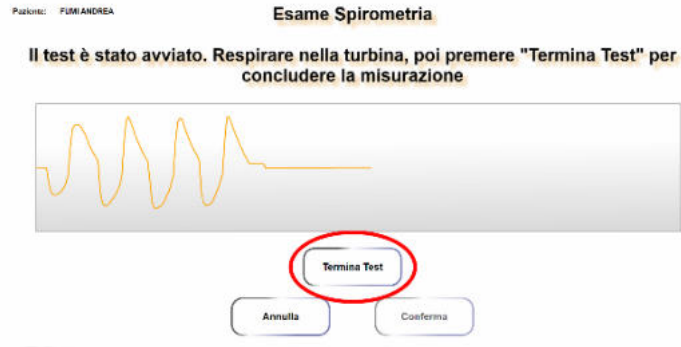 Paziente: FUMI ANDREA
Esame Spirometria
Il test è stato avviato. Respirare nella turbina, poi premere "Termina Test" per
concludere la misurazione
Termina Test
Annulla
Conferma